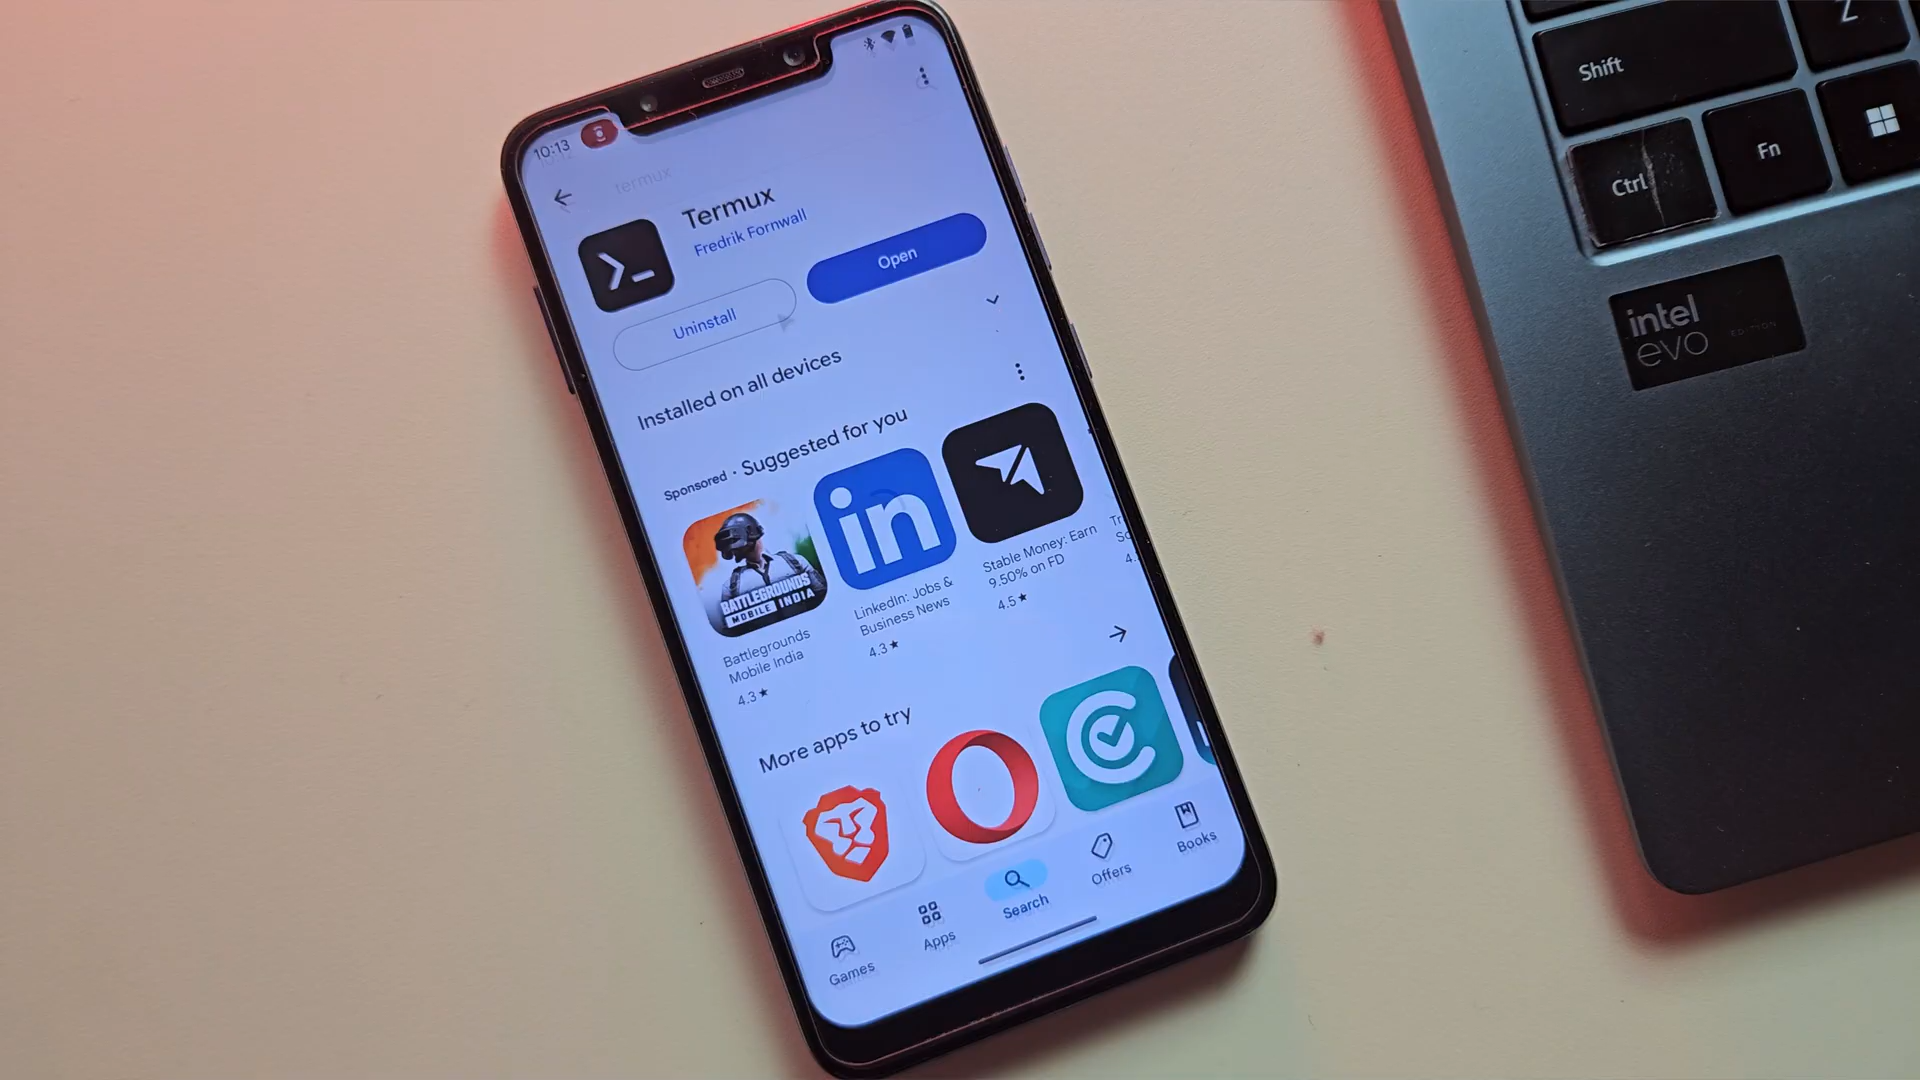 10:13
termux
Termux
Fredrik Fornwall
Uninstall
Open
Installed on all devices
Sponsored · Suggested for you
BATTLEGROUNDS
MOBILE INDIA
Battlegrounds
Mobile India
4.3★
in
LinkedIn: Jobs &
Business News
4.3★
Stable Money: Earn
9.50% on FD
4.5★
More apps to try
Games
Apps
Search
Offers
Books
Shift
Z
Ctrl
Fn
intel
evo
EDITION